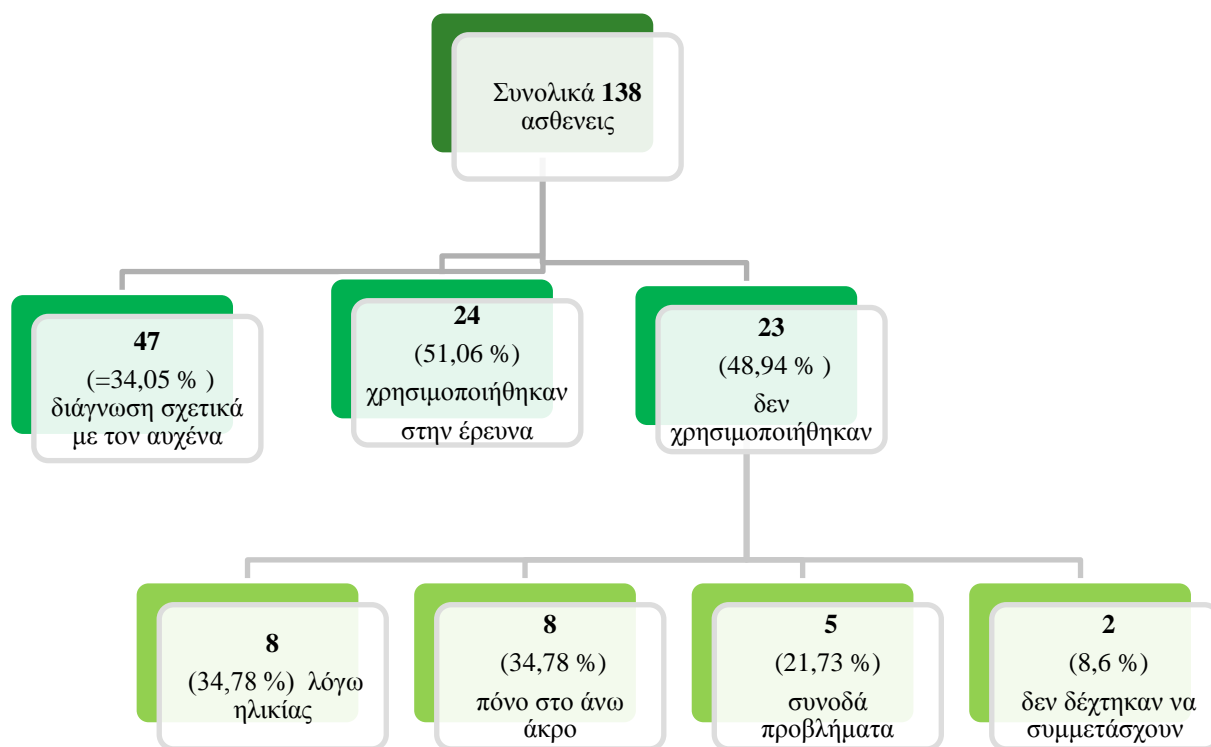 Συνολικά 138
ασθενεις
47
(=34,05 % )
διάγνωση σχετικά
με τον αυχένα
24
(51,06 %)
χρησιμοποιήθηκαν
στην έρευνα
23
(48,94 % )
δεν
χρησιμοποιήθηκαν
8
(34,78 %) λόγω
ηλικίας
8
(34,78 %)
πόνο στο άνω
άκρο
5
(21,73 %)
συνοδά
προβλήματα
2
(8,6 %)
δεν δέχτηκαν να
συμμετάσχουν